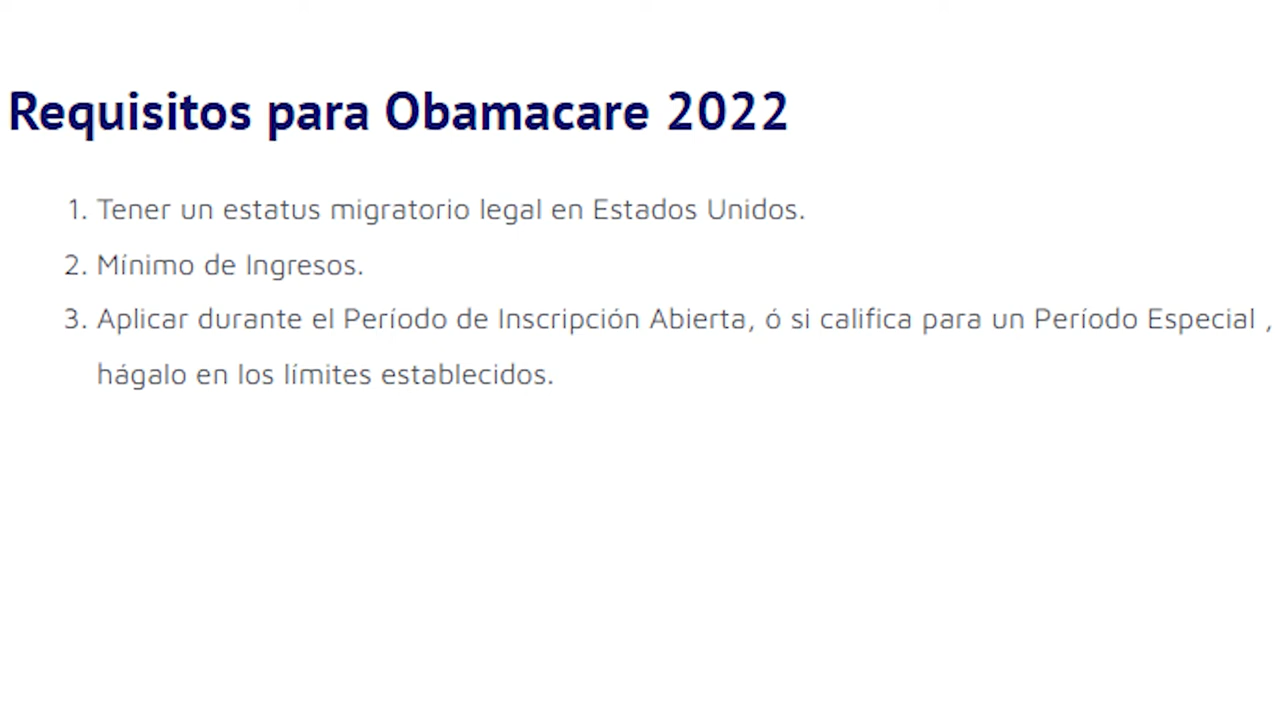 Requisitos para Obamacare 2022
1. Tener un estatus migratorio legal en Estados Unidos.
2. Mínimo de Ingresos.
3. Aplicar durante el Período de Inscripción Abierta, ó si califica para un Período Especial ,
hágalo en los límites establecidos.